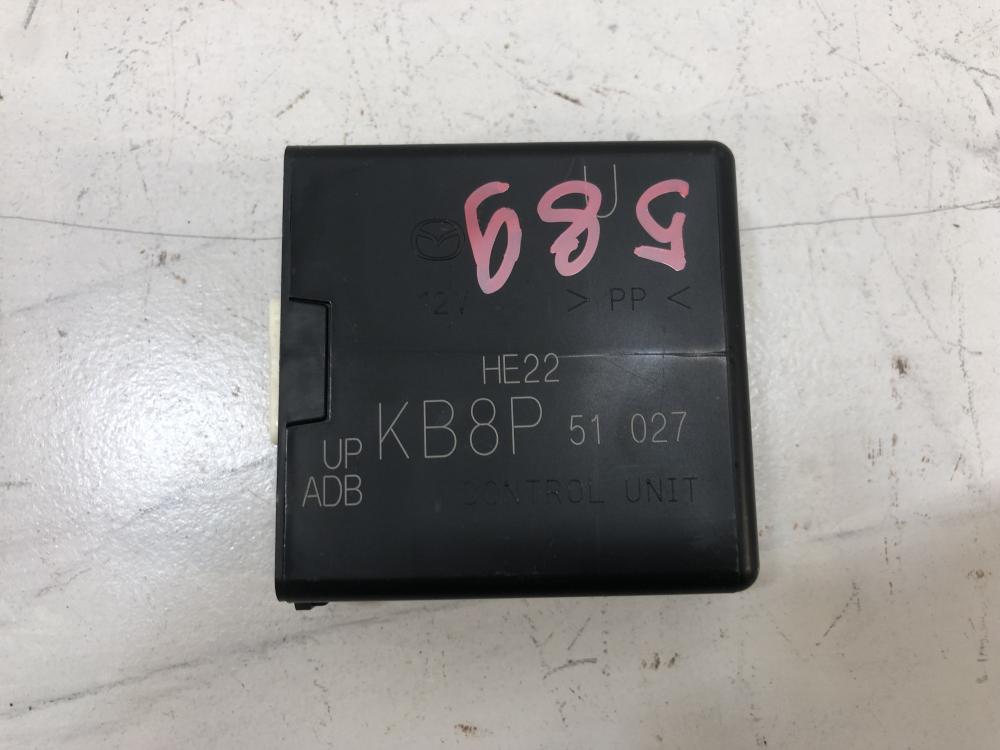 U
589
12V
> PP <
HE22
KB8P 51 027
UP
ADB
CONTROL UNIT